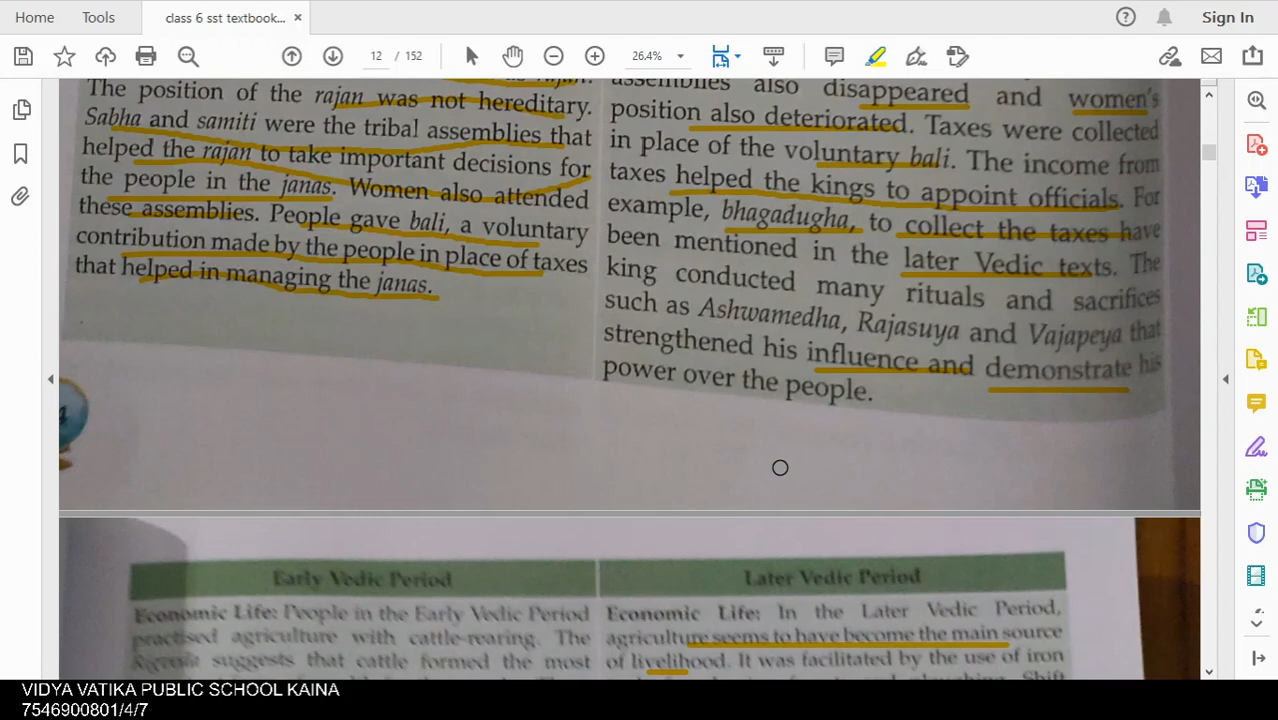 Home
Tools
class 6 sst textbook...
Sign In
12 / 152
26.4%
The position of the rajan was not hereditary.
Sabha and samiti were the tribal assemblies that
helped the rajan to take important decisions for
the people in the janas. Women also attended
these assemblies. People gave bali, a voluntary
contribution made by the people in place of taxes
that helped in managing the janas.
assemblies also disappeared and women's
position also deteriorated. Taxes were collected
in place of the voluntary bali. The income from
taxes helped the kings to appoint officials. For
example, bhagadugha, to collect the taxes have
been mentioned in the later Vedic texts. The
king conducted many rituals and sacrifices
such as Ashwamedha, Rajasuya and Vajapeya that
strengthened his influence and demonstrate his
power over the people.
4
Early Vedic Period
Economic Life: People in the Early Vedic Period
practised agriculture with cattle-rearing. The
Rigveda suggests that cattle formed the most
Later Vedic Period
Economic Life: In the Later Vedic Period,
agriculture seems to have become the main source
of livelihood. It was facilitated by the use of iron
VIDYA VATIKA PUBLIC SCHOOL KAINA
7546900801/4/7